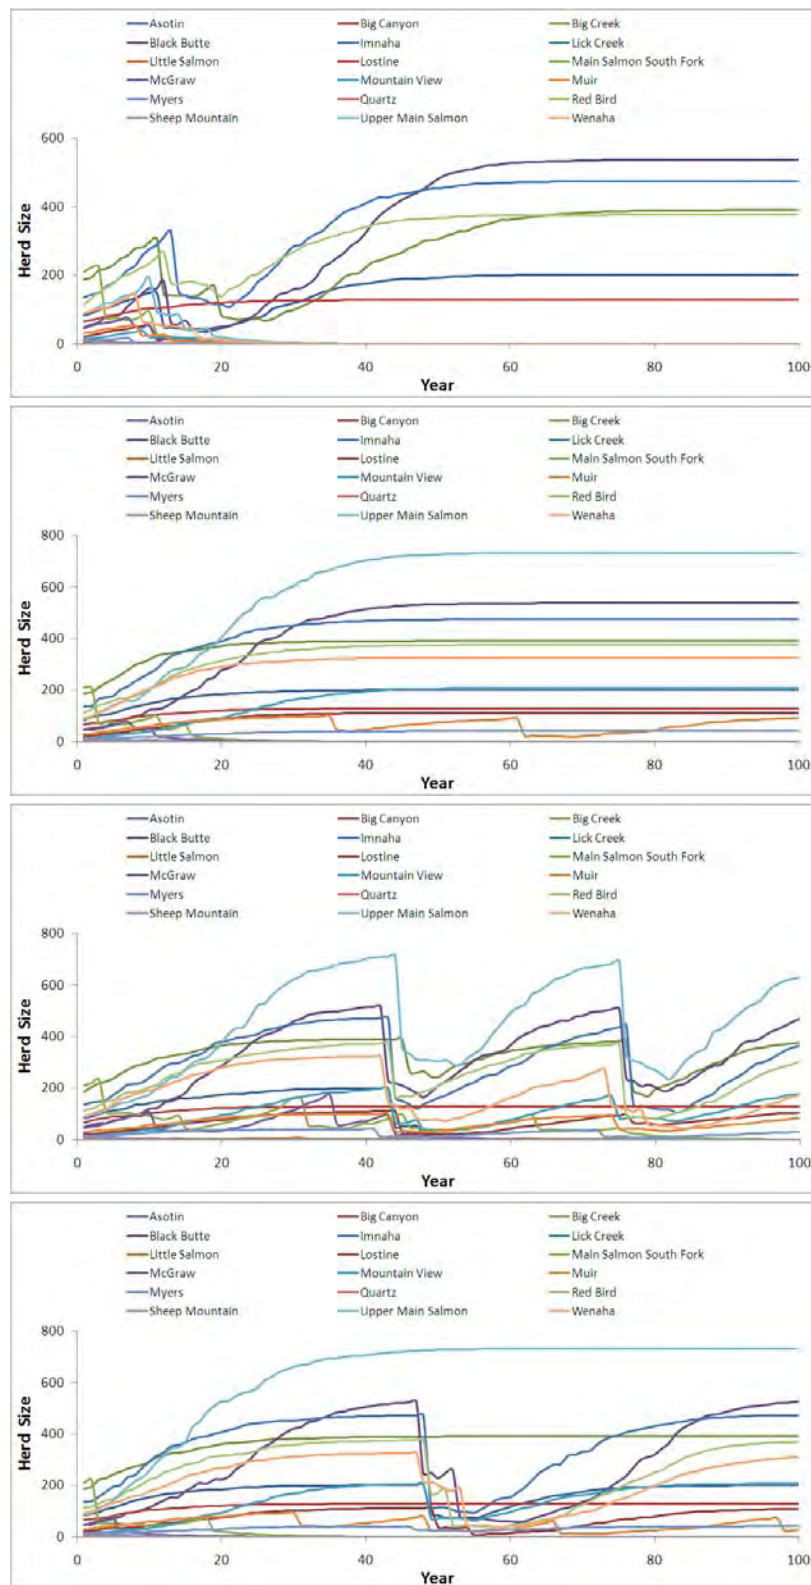 Asotin Big Canyon Big Creek
Black Butte Imnaha Lick Creek
Little Salmon Lostine Main Salmon South Fork
McGraw Mountain View Muir
Myers Quartz Red Bird
Sheep Mountain Upper Main Salmon Wenaha
600
400
200
0
Herd Size
0 20 40 60 80 100
Year
Asotin Big Canyon Big Creek
Black Butte Imnaha Lick Creek
Little Salmon Lostine Main Salmon South Fork
McGraw Mountain View Muir
Myers Quartz Red Bird
Sheep Mountain Upper Main Salmon Wenaha
800
600
400
200
0
Herd Size
0 20 40 60 80 100
Year
Asotin Big Canyon Big Creek
Black Butte Imnaha Lick Creek
Little Salmon Lostine Main Salmon South Fork
McGraw Mountain View Muir
Myers Quartz Red Bird
Sheep Mountain Upper Main Salmon Wenaha
800
600
400
200
0
Herd Size
0 20 40 60 80 100
Year
Asotin Big Canyon Big Creek
Black Butte Imnaha Lick Creek
Little Salmon Lostine Main Salmon South Fork
McGraw Mountain View Muir
Myers Quartz Red Bird
Sheep Mountain Upper Main Salmon Wenaha
800
600
400
200
0
Herd Size
0 20 40 60 80 100
Year